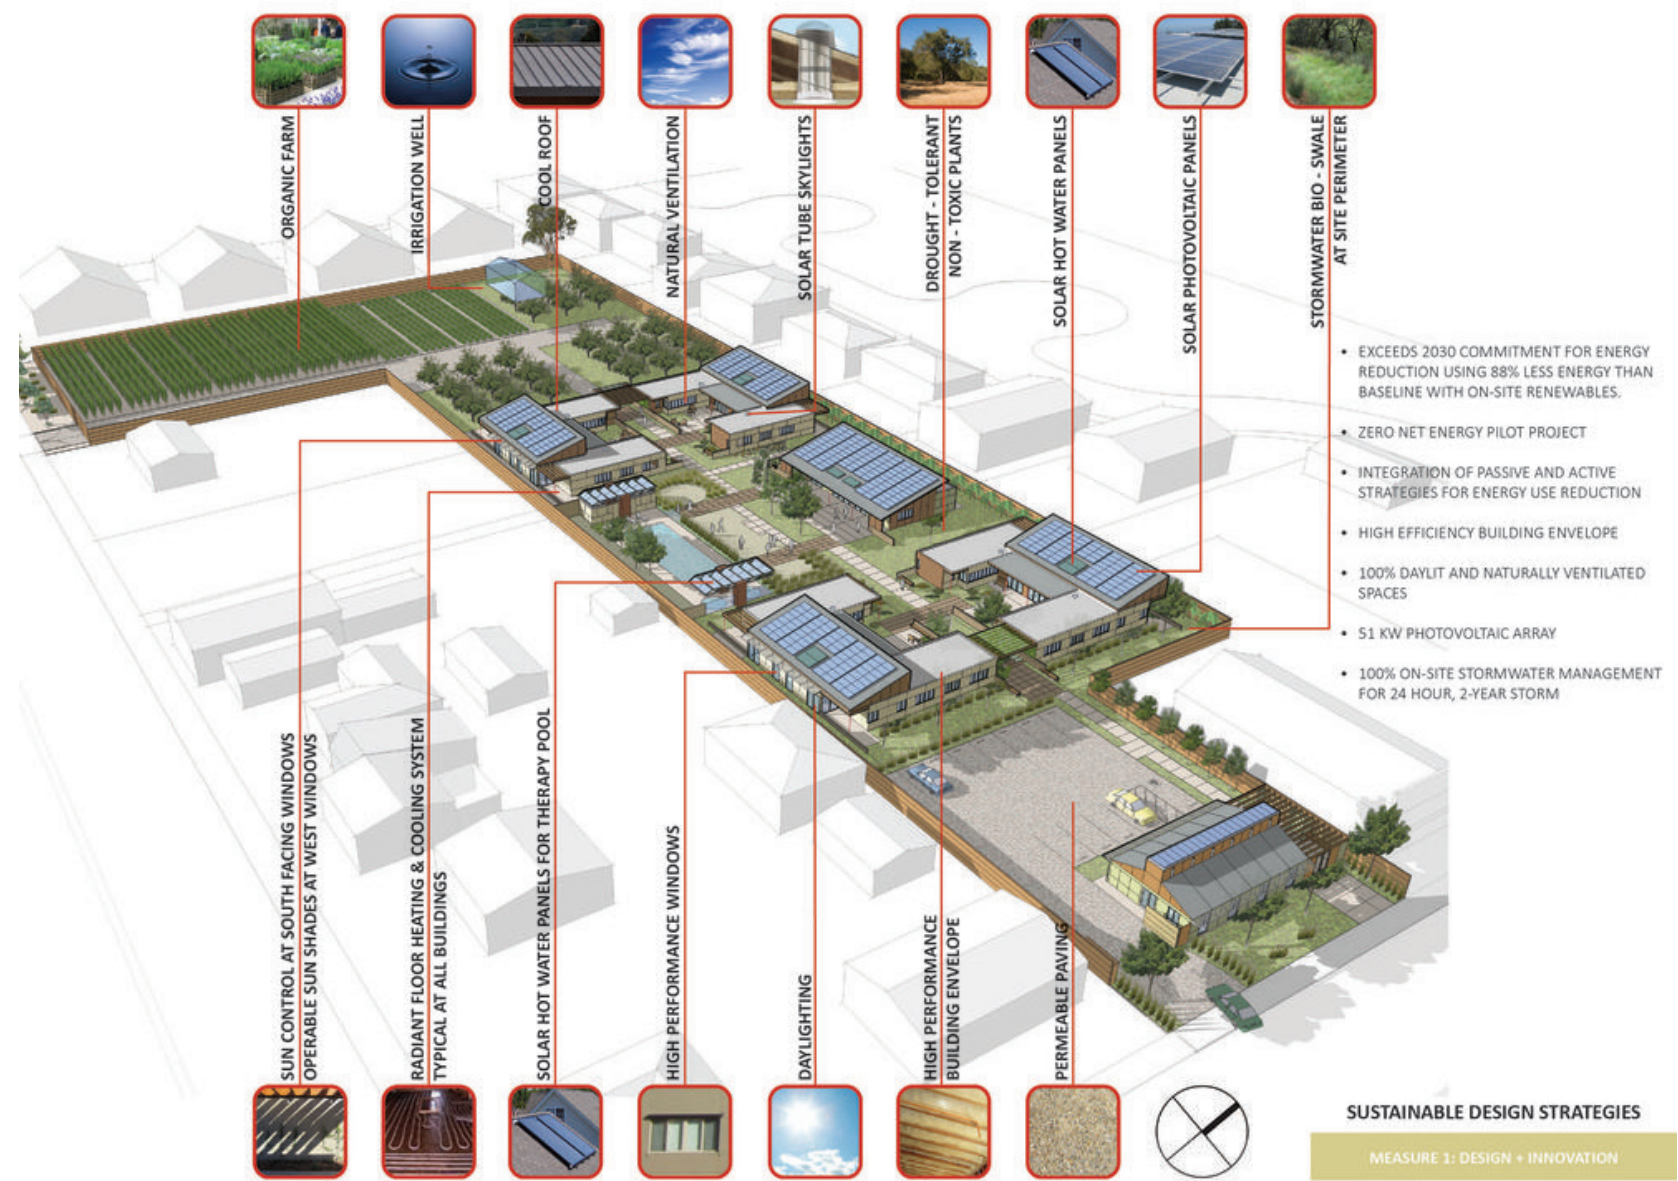 ORGANIC FARM
IRRIGATION WELL
COOL ROOF
NATURAL VENTILATION
SOLAR TUBE SKYLIGHTS
DROUGHT - TOLERANT
NON - TOXIC PLANTS
SOLAR HOT WATER PANELS
SOLAR PHOTOVOLTAIC PANELS
STORMWATER BIO - SWALE
AT SITE PERIMETER
• EXCEEDS 2030 COMMITMENT FOR ENERGY
REDUCTION USING 88% LESS ENERGY THAN
BASELINE WITH ON-SITE RENEWABLES.
• ZERO NET ENERGY PILOT PROJECT
• INTEGRATION OF PASSIVE AND ACTIVE
STRATEGIES FOR ENERGY USE REDUCTION
• HIGH EFFICIENCY BUILDING ENVELOPE
• 100% DAYLIT AND NATURALLY VENTILATED
SPACES
• 51 KW PHOTOVOLTAIC ARRAY
• 100% ON-SITE STORMWATER MANAGEMENT
FOR 24 HOUR, 2-YEAR STORM
SUN CONTROL AT SOUTH FACING WINDOWS
OPERABLE SUN SHADES AT WEST WINDOWS
RADIANT FLOOR HEATING & COOLING SYSTEM
TYPICAL AT ALL BUILDINGS
SOLAR HOT WATER PANELS FOR THERAPY POOL
HIGH PERFORMANCE WINDOWS
DAYLIGHTING
HIGH PERFORMANCE
BUILDING ENVELOPE
PERMEABLE PAVING
SUSTAINABLE DESIGN STRATEGIES
MEASURE 1: DESIGN + INNOVATION